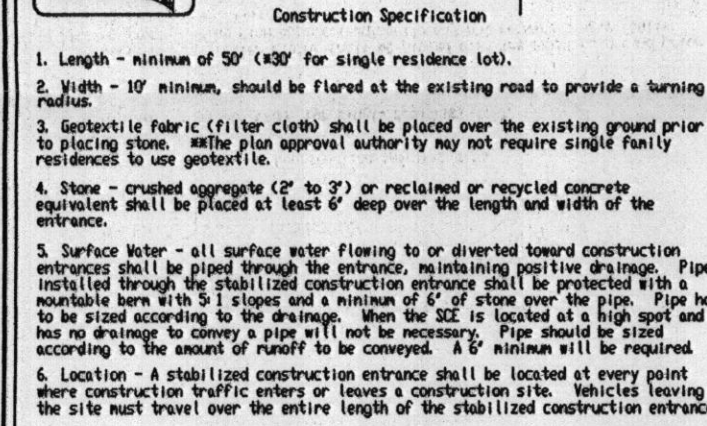 Construction Specification
1. Length - minimum of 50' (*30' for single residence lot).
2. Width - 10' minimum, should be flared at the existing road to provide a turning
radius.
3. Geotextile fabric (filter cloth) shall be placed over the existing ground prior
to placing stone. **The plan approval authority may not require single family
residences to use geotextile.
4. Stone - crushed aggregate (2" to 3") or reclaimed or recycled concrete
equivalent shall be placed at least 6" deep over the length and width of the
entrance.
5. Surface Water - all surface water flowing to or diverted toward construction
entrances shall be piped through the entrance, maintaining positive drainage. Pipe
installed through the stabilized construction entrance shall be protected with a
mountable berm with 5:1 slopes and a minimum of 6" of stone over the pipe. Pipe ha
to be sized according to the drainage. When the SCE is located at a high spot and
has no drainage to convey a pipe will not be necessary. Pipe should be sized
according to the amount of runoff to be conveyed. A 6" minimum will be required.
6. Location - A stabilized construction entrance shall be located at every point
where construction traffic enters or leaves a construction site. Vehicles leaving
the site must travel over the entire length of the stabilized construction entrance